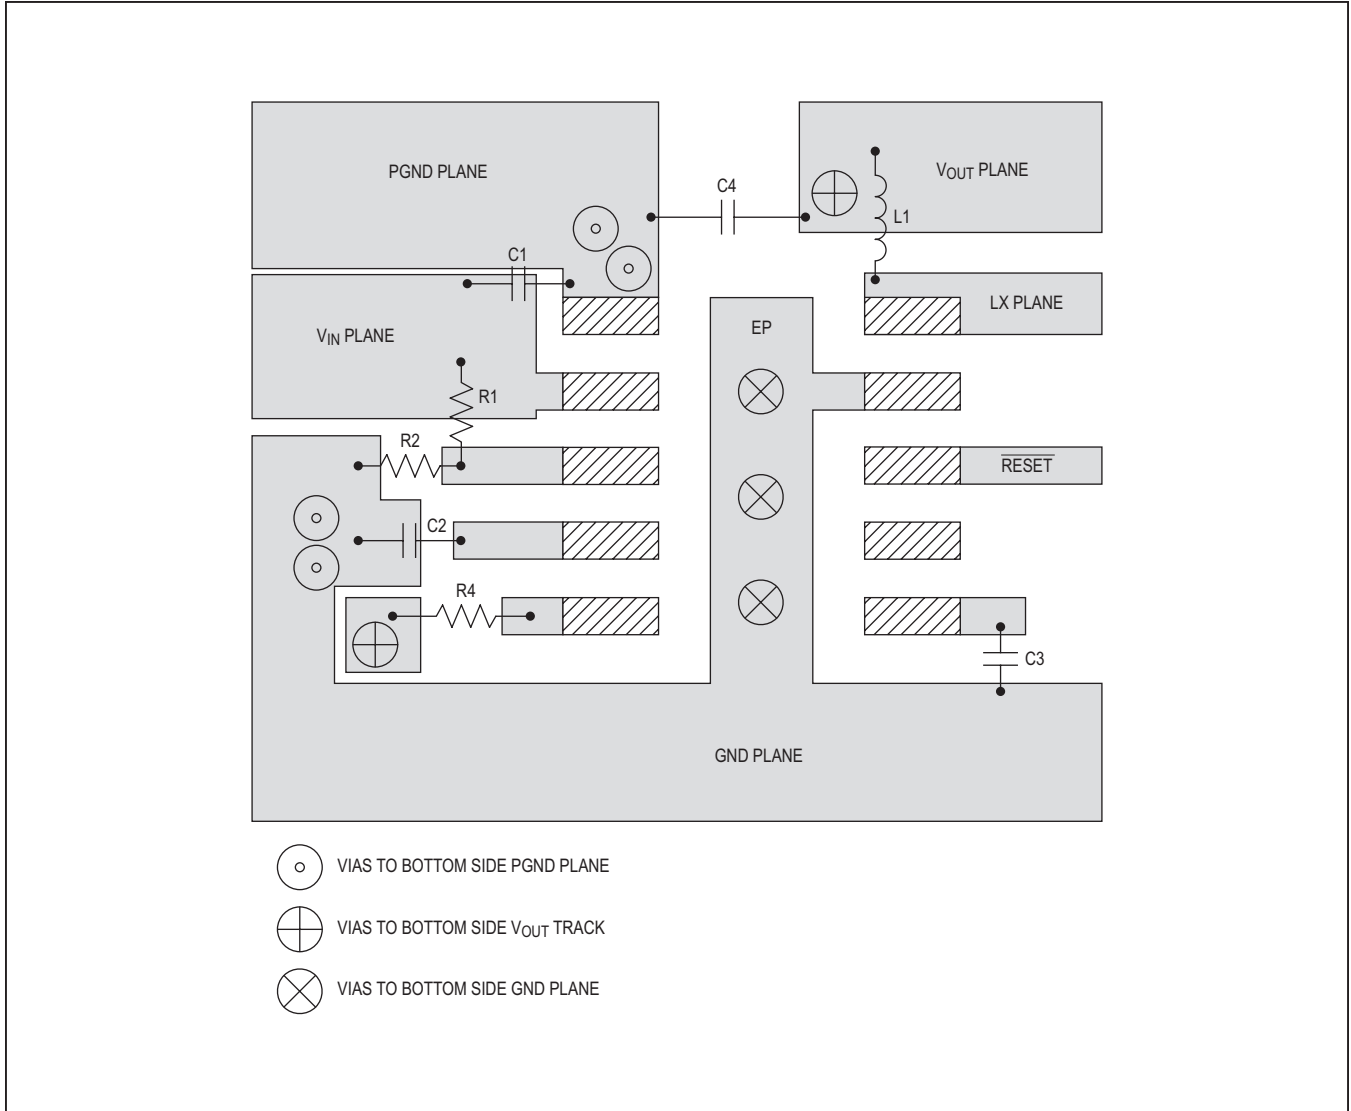 PGND PLANE
VOUT PLANE
C4
L1
C1
LX PLANE
EP
VIN PLANE
R1
R2
RESET
C2
R4
C3
GND PLANE
VIAS TO BOTTOM SIDE PGND PLANE
VIAS TO BOTTOM SIDE VOUT TRACK
VIAS TO BOTTOM SIDE GND PLANE